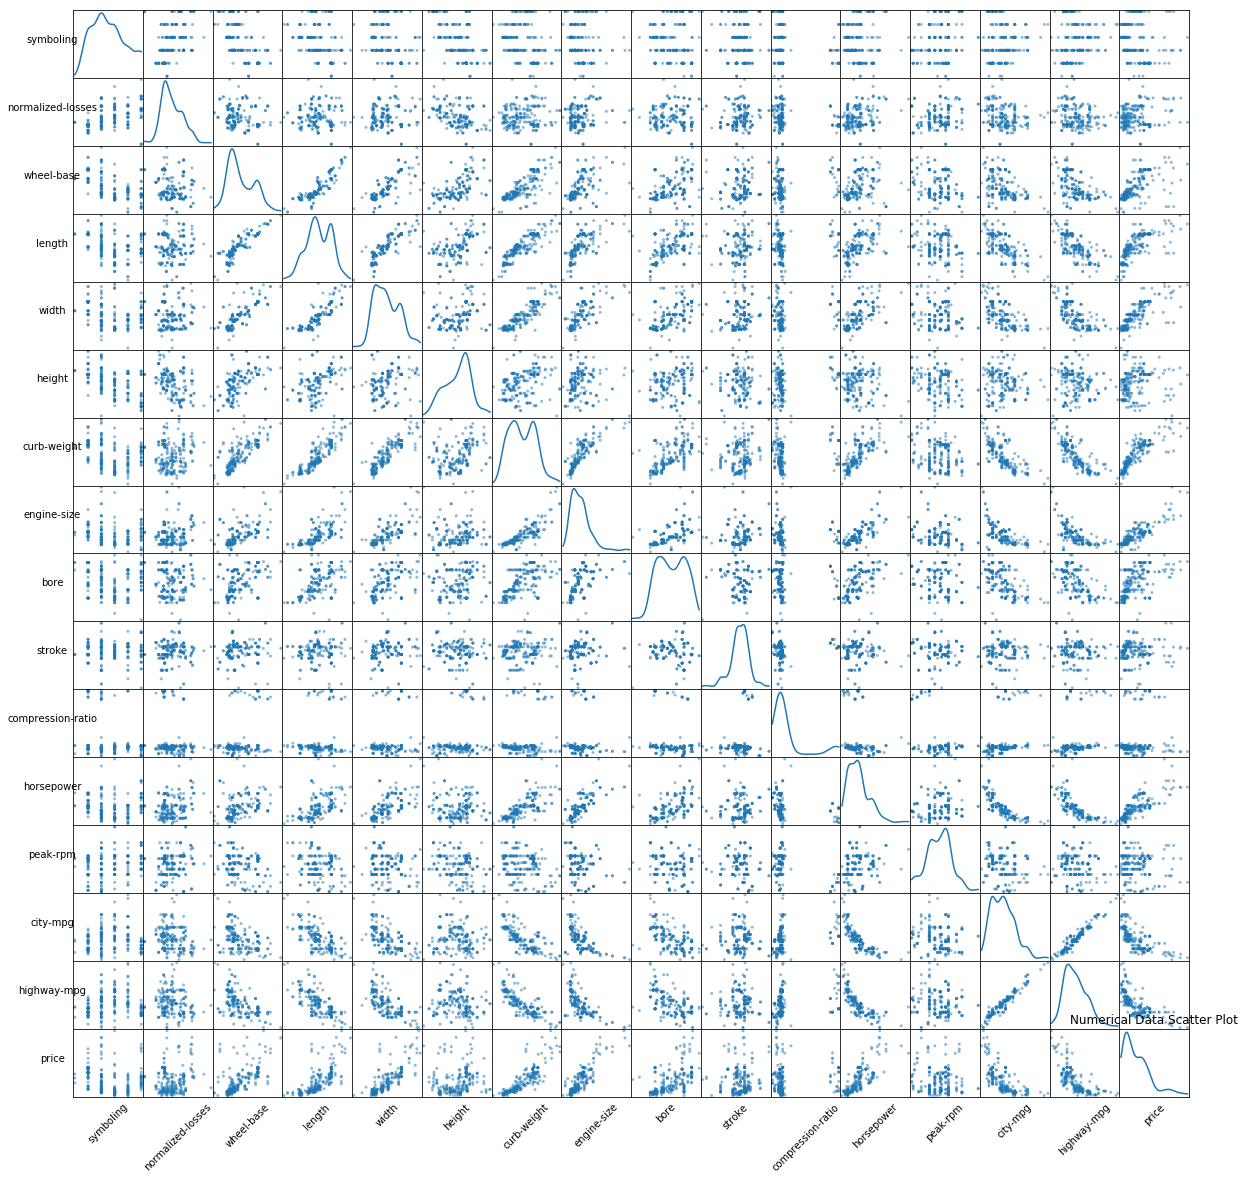 symboling
normalized-losses
wheel-base
length
width
height
curb-weight
engine-size
bore
stroke
compression-ratio
horsepower
peak-rpm
city-mpg
highway-mpg
Numerical Data Scatter Plot
price
symboling
normalized-losses
wheel-base
length
width
height
curb-weight
engine-size
bore
stroke
compression-ratio
horsepower
peak-rpm
city-mpg
highway-mpg
price